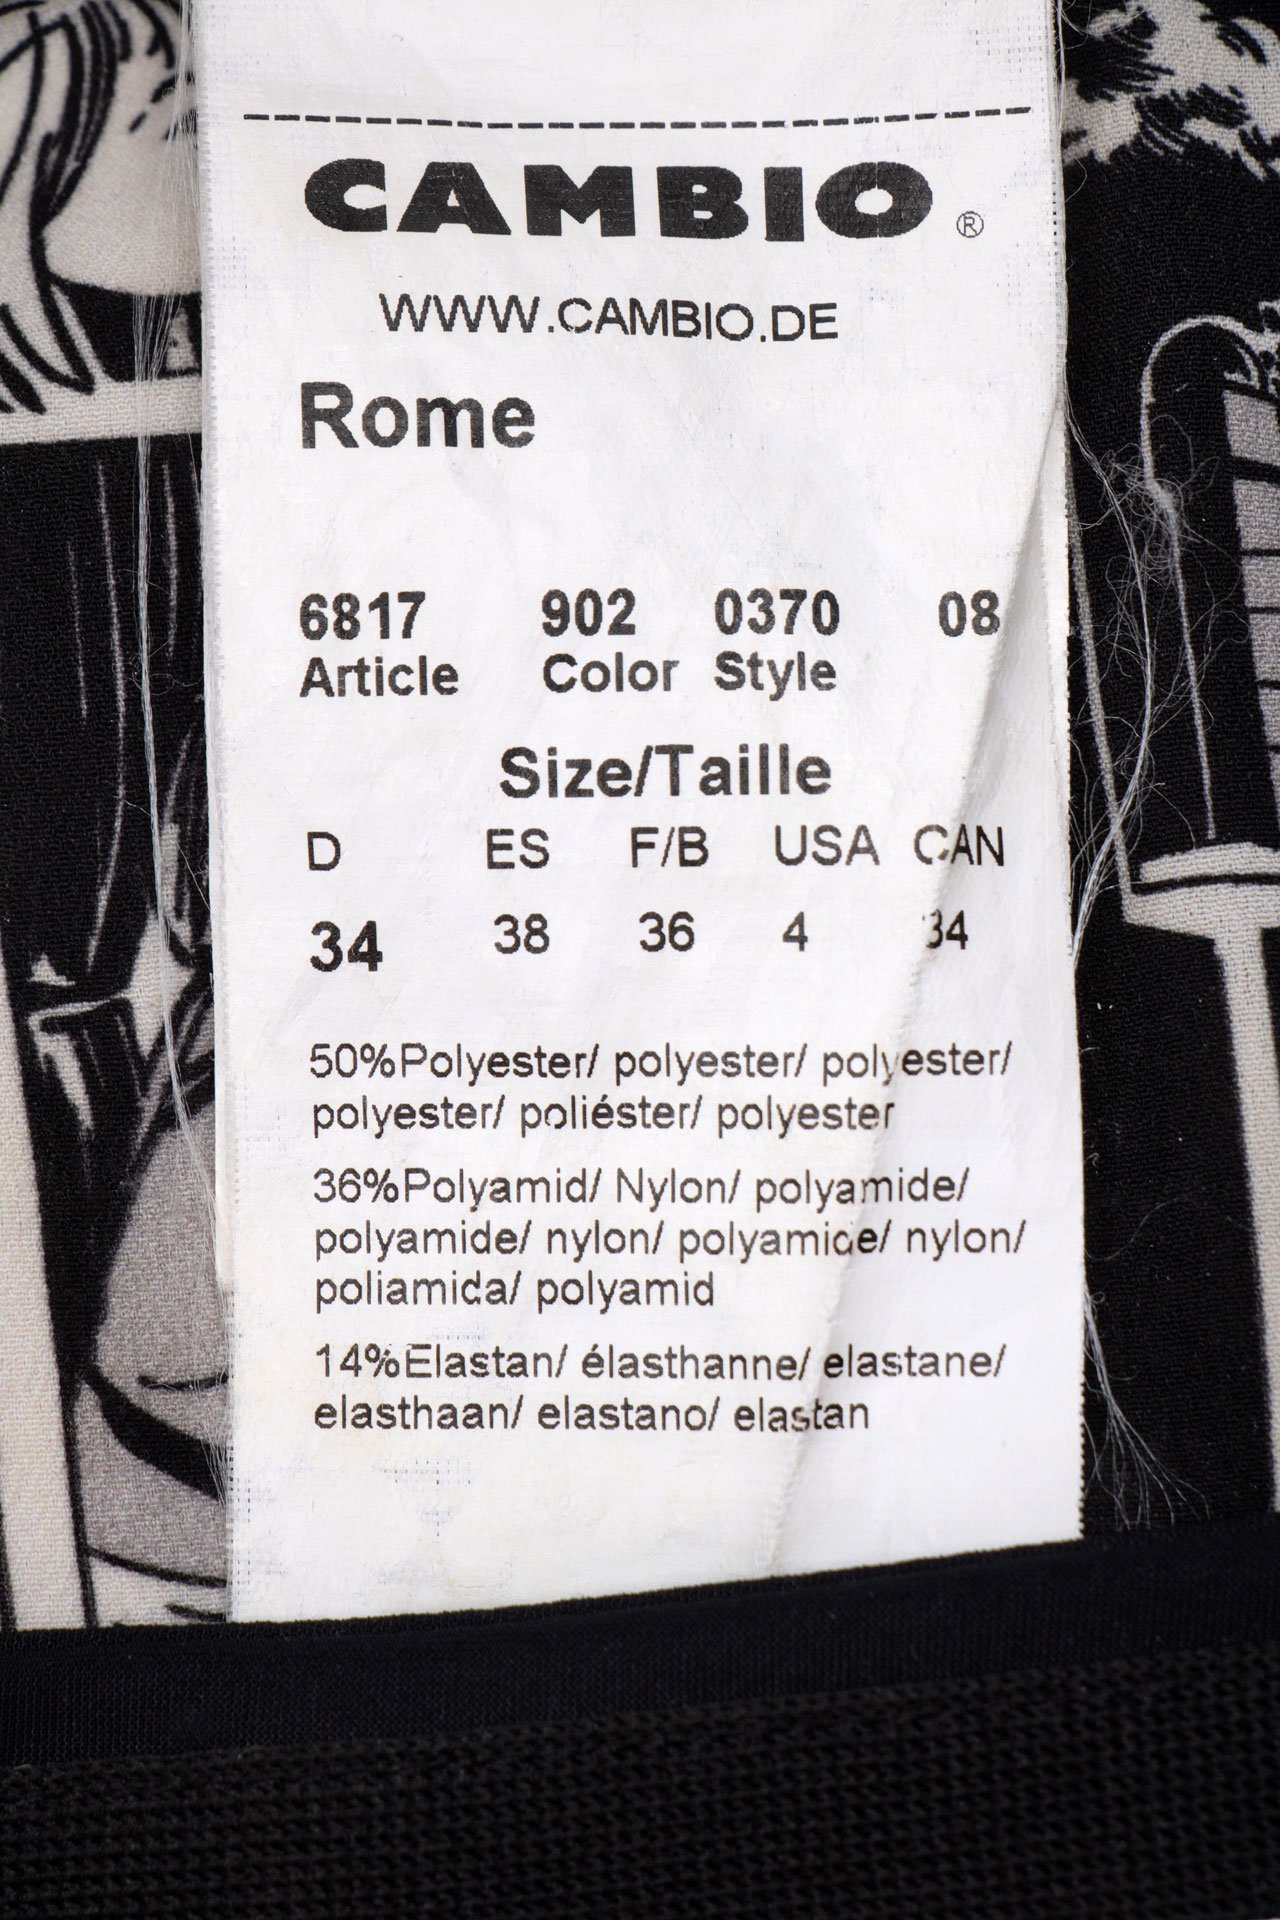 CAMBIO®
WWW.CAMBIO.DE
Rome
6817 902 0370 08
Article Color Style
Size/Taille
D ES F/B USA CAN
34 38 36 4 34
50%Polyester/ polyester/ polyester/
polyester/ poliéster/ polyester
36%Polyamid/ Nylon/ polyamide/
polyamide/ nylon/ polyamide/ nylon/
poliamida/ polyamid
14%Elastan/ élasthanne/ elastane/
elasthaan/ elastano/ elastan